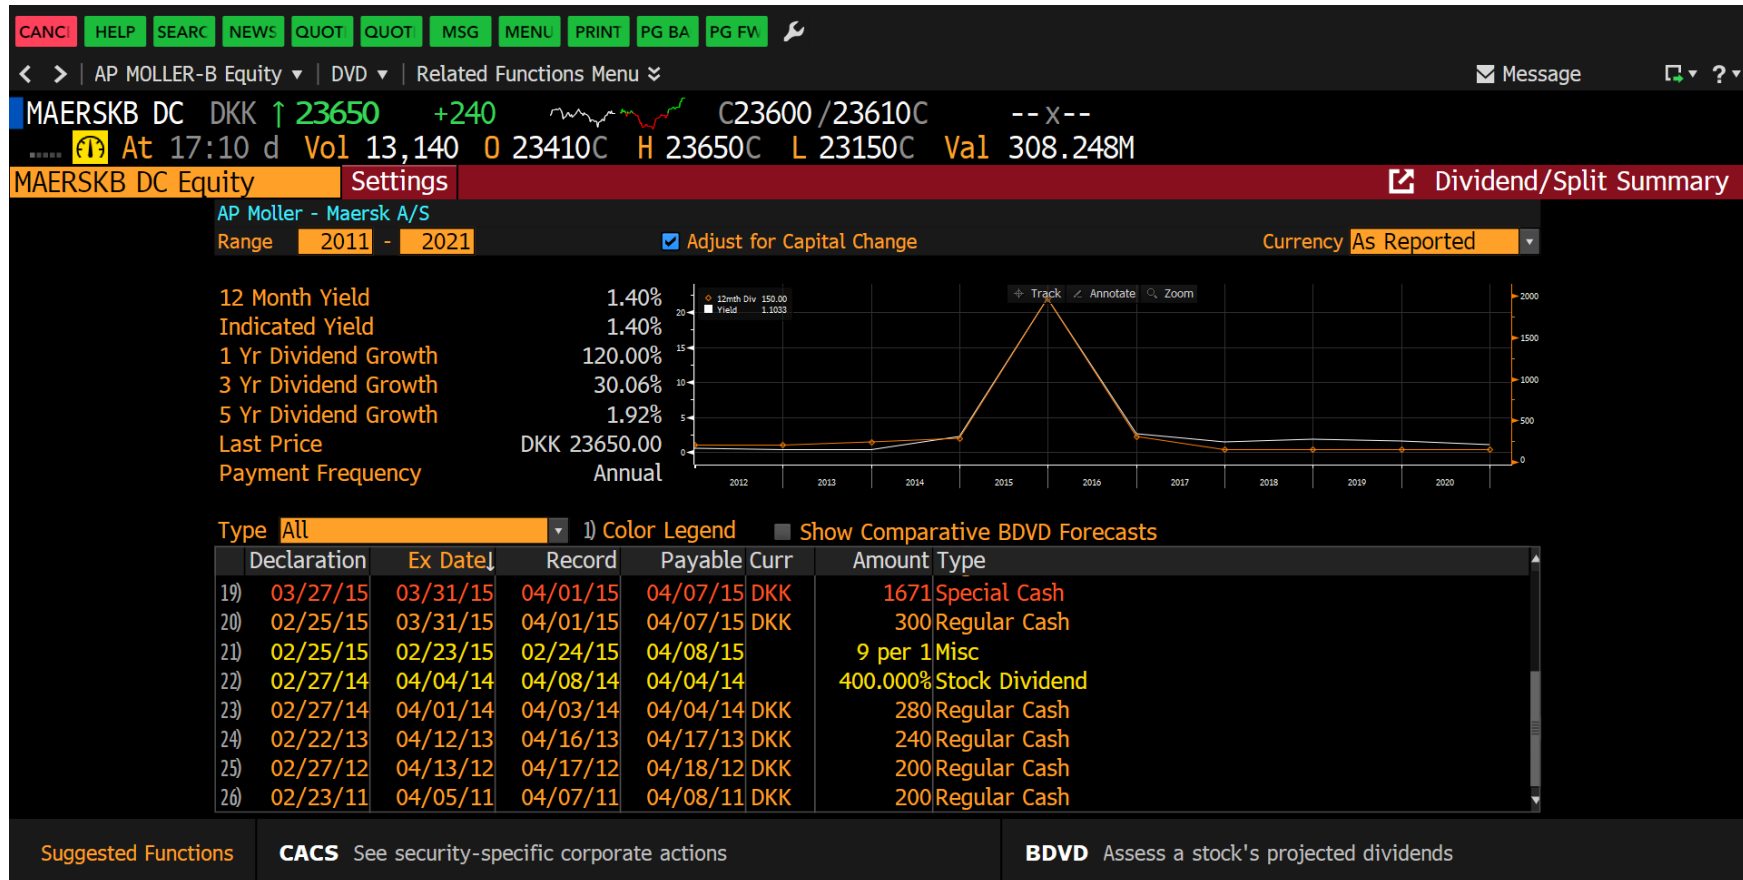 CANC HELP SEARC NEWS QUOT QUOT MSG MENU PRINT PG BA PG FW
< > AP MOLLER-B Equity ▾ DVD ▾ Related Functions Menu Message ?
MAERSKB DC DKK ↑ 23650 +240 C23600 /23610C --x--
At 17:10 d Vol 13,140 O 23410C H 23650C L 23150C Val 308.248M
MAERSKB DC Equity Settings Dividend/Split Summary
AP Moller - Maersk A/S
Range 2011 - 2021 Adjust for Capital Change Currency As Reported
12 Month Yield 1.40%
Indicated Yield 1.40%
1 Yr Dividend Growth 120.00%
3 Yr Dividend Growth 30.06%
5 Yr Dividend Growth 1.92%
Last Price DKK 23650.00
Payment Frequency Annual
Track Annotate Zoom
12mth Div 150.00
Yield 1.1033
20
15
10
5
0
2000
1500
1000
500
0
2012 2013 2014 2015 2016 2017 2018 2019 2020
Type All 1) Color Legend Show Comparative BDVD Forecasts
Declaration Ex Date↓ Record Payable Curr Amount Type
19) 03/27/15 03/31/15 04/01/15 04/07/15 DKK 1671 Special Cash
20) 02/25/15 03/31/15 04/01/15 04/07/15 DKK 300 Regular Cash
21) 02/25/15 02/23/15 02/24/15 04/08/15 9 per 1 Misc
22) 02/27/14 04/04/14 04/08/14 04/04/14 400.000% Stock Dividend
23) 02/27/14 04/01/14 04/03/14 04/04/14 DKK 280 Regular Cash
24) 02/22/13 04/12/13 04/16/13 04/17/13 DKK 240 Regular Cash
25) 02/27/12 04/13/12 04/17/12 04/18/12 DKK 200 Regular Cash
26) 02/23/11 04/05/11 04/07/11 04/08/11 DKK 200 Regular Cash
Suggested Functions CACS See security-specific corporate actions BDVD Assess a stock's projected dividends